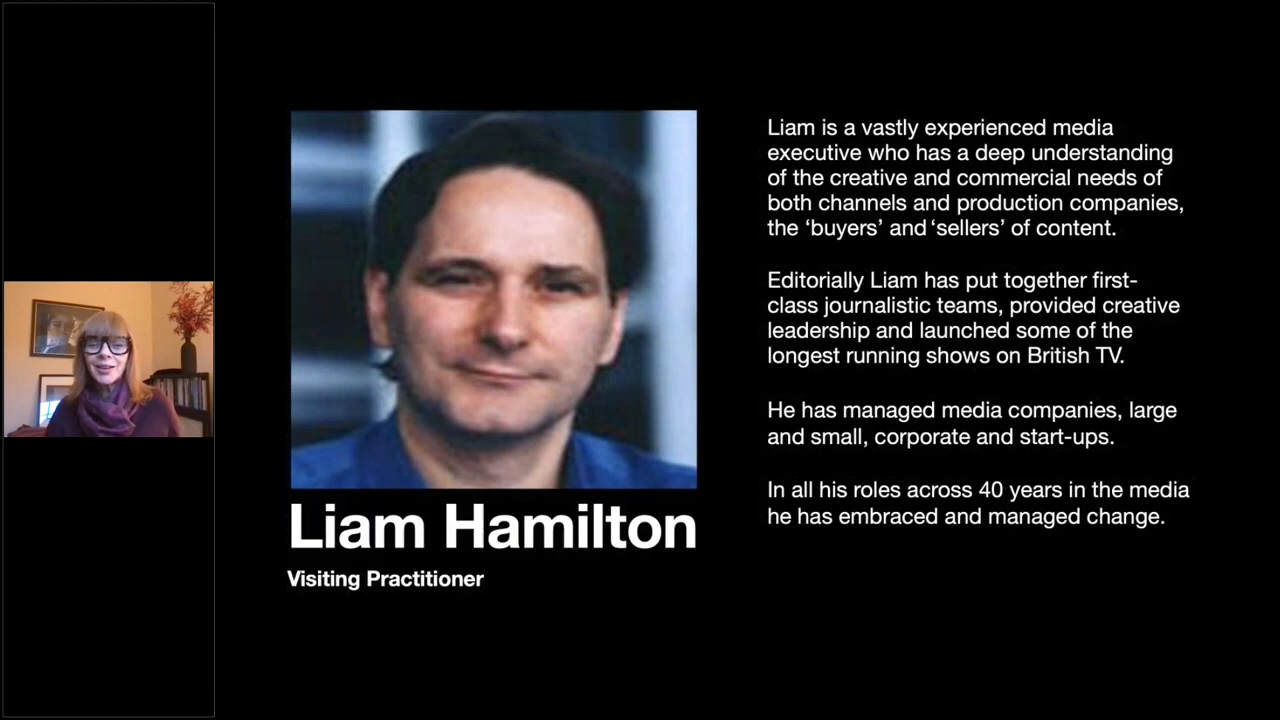 Liam Hamilton
Visiting Practitioner
Liam is a vastly experienced media
executive who has a deep understanding
of the creative and commercial needs of
both channels and production companies,
the ‘buyers’ and ‘sellers’ of content.
Editorially Liam has put together first-
class journalistic teams, provided creative
leadership and launched some of the
longest running shows on British TV.
He has managed media companies, large
and small, corporate and start-ups.
In all his roles across 40 years in the media
he has embraced and managed change.